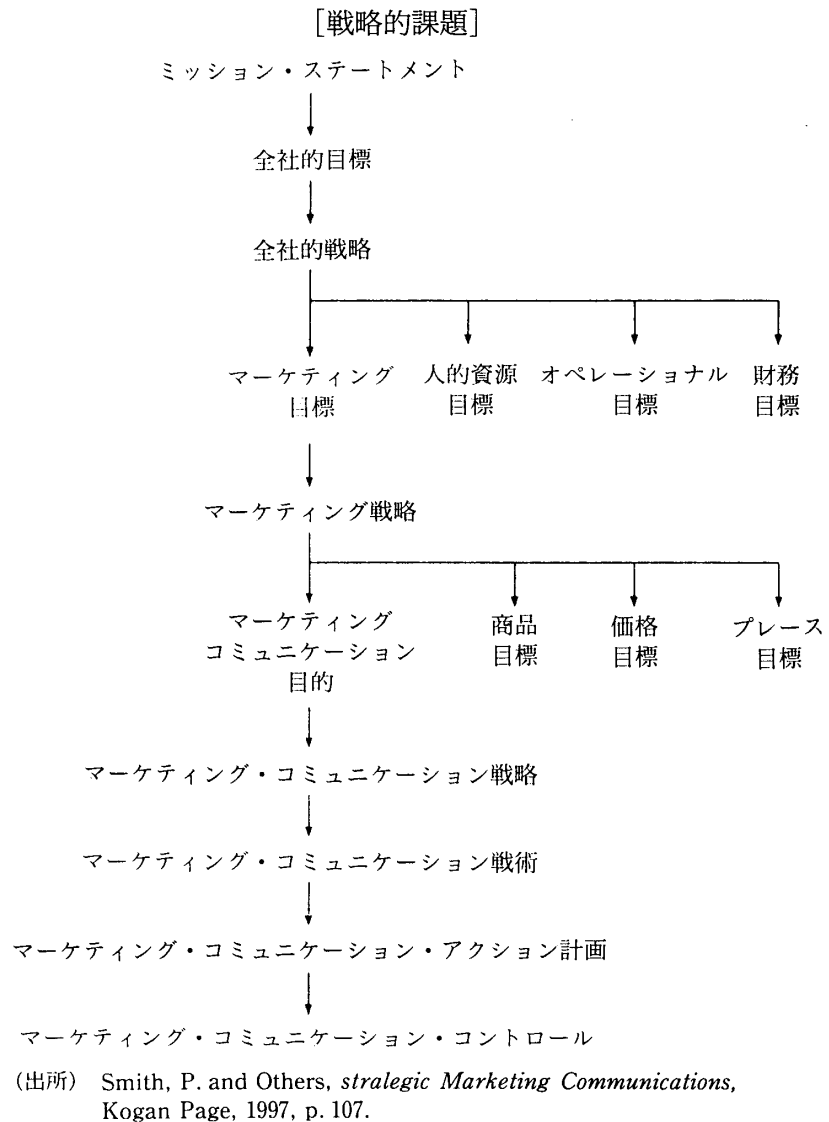 [戦略的課題]
ミッション・ステートメント
全社的目標
全社的戦略
マーケティング
目標
人的資源
目標
オペレーショナル
目標
財務
目標
マーケティング戦略
マーケティング
コミュニケーション
目的
商品
目標
価格
目標
プレース
目標
マーケティング・コミュニケーション戦略
マーケティング・コミュニケーション戦術
マーケティング・コミュニケーション・アクション計画
マーケティング・コミュニケーション・コントロール
(出所) Smith, P. and Others, stralegic Marketing Communications,
Kogan Page, 1997, p. 107.